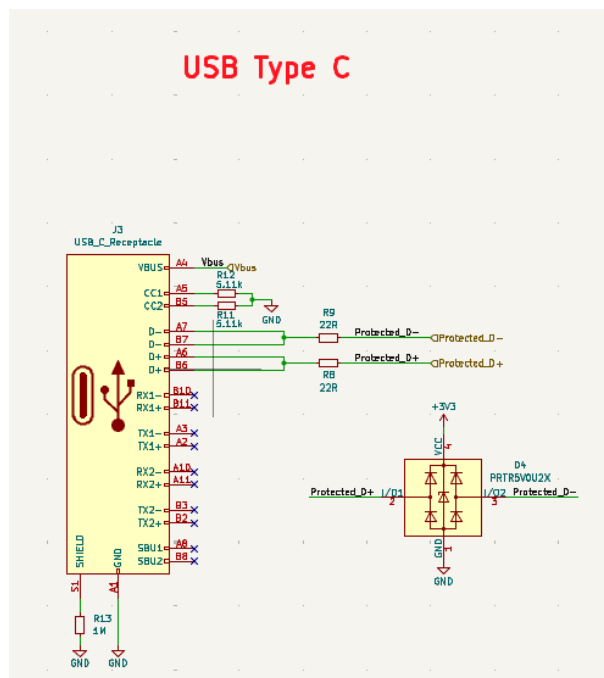 USB Type C
J3
USB_C_Receptacle
VBUS A4 Vbus Vbus
R12
5.11k
CC1 A5
CC2 B5
GND
R11
5.11k
R9
22R
D- A7 Protected_D- Protected_D-
D- B7
D+ A6 Protected_D+ Protected_D+
D+ B6
R8
22R
RX1- B10
RX1+ B11
TX1- A3
TX1+ A2
RX2- A10
RX2+ A11
TX2- B3
TX2+ B2
SBU1 A8
SBU2 B8
SHIELD GND
S1 A1
R13
1M
GND GND
+3V3
VCC 4
D4
PRTR5V0U2X
Protected_D+ I/O1 I/O2 Protected_D-
2 3
GND 1
GND